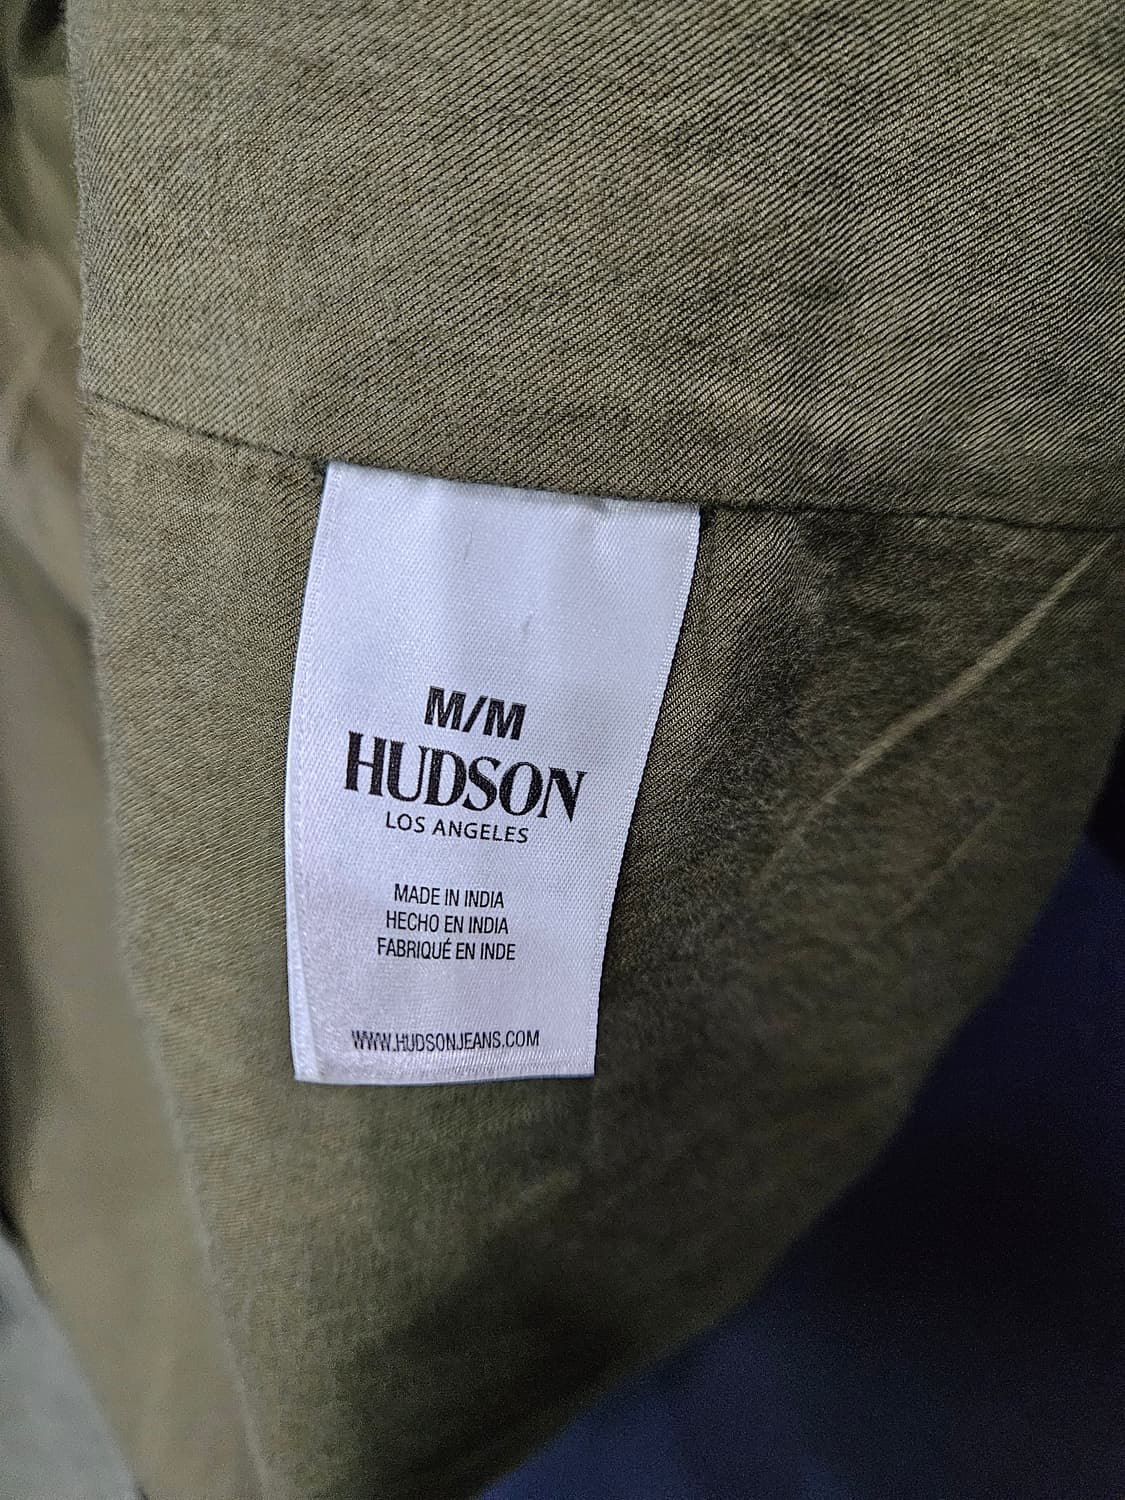 M/M
HUDSON
LOS ANGELES
MADE IN INDIA
HECHO EN INDIA
FABRIQUÉ EN INDE
WWW.HUDSONJEANS.COM